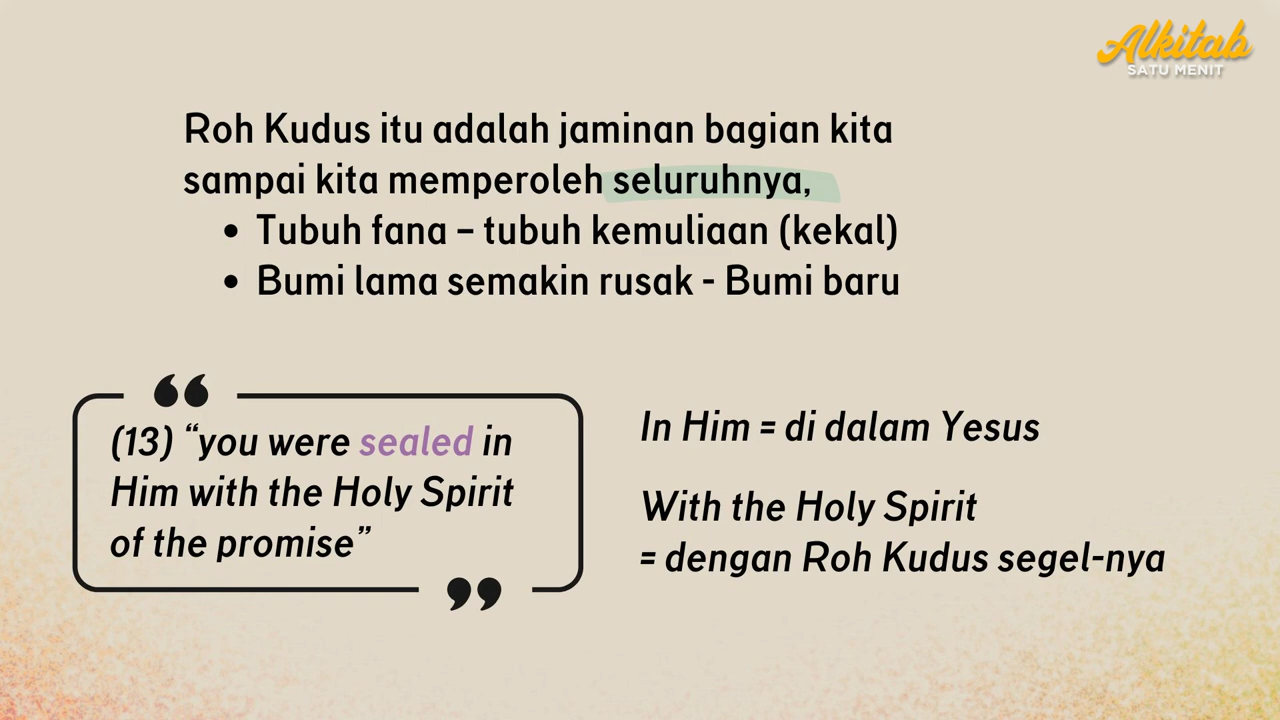 Alkitab
SATU MENIT
Roh Kudus itu adalah jaminan bagian kita
sampai kita memperoleh seluruhnya,
• Tubuh fana – tubuh kemuliaan (kekal)
• Bumi lama semakin rusak - Bumi baru
(13) “you were sealed in
Him with the Holy Spirit
of the promise”
In Him = di dalam Yesus
With the Holy Spirit
= dengan Roh Kudus segel-nya